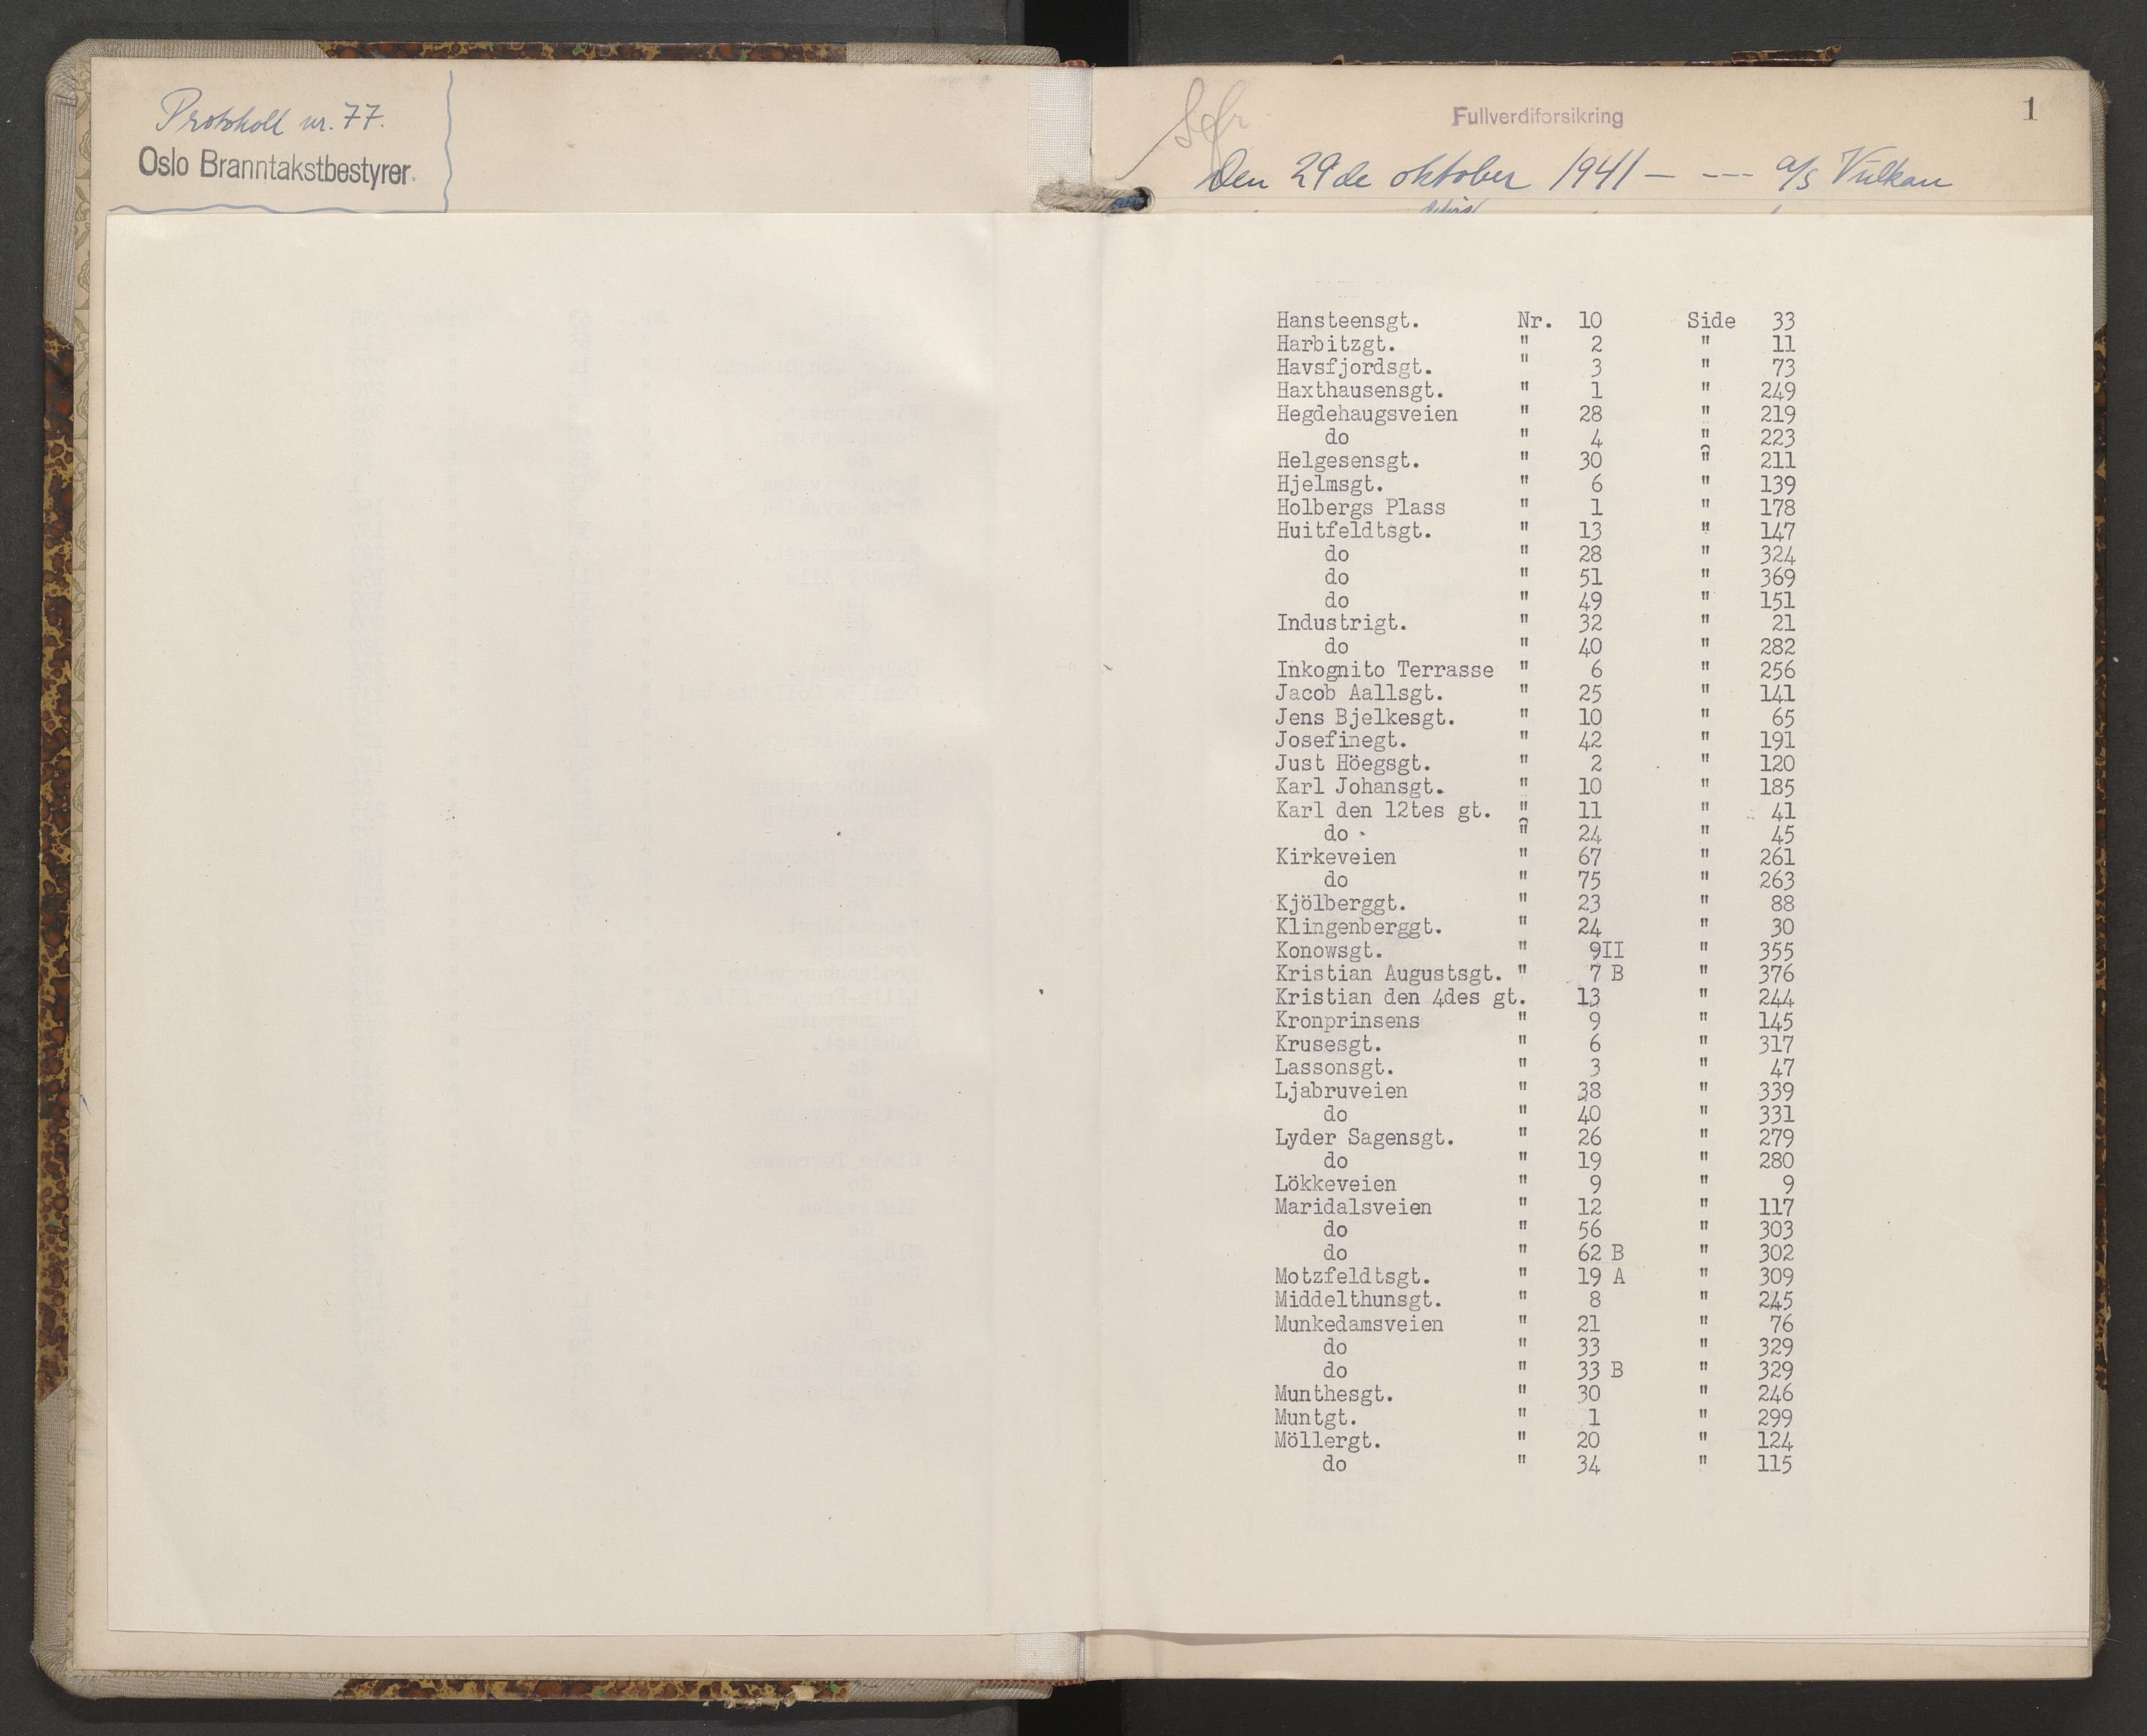 Protokoll nr. 77.
Oslo Branntakstbestyrer.
Fullverdiforsikring
1
Den 29de oktober 1941 — --- a/s Vulkan
Hansteensgt. Nr. 10 Side 33
Harbitzgt. " 2 " 11
Havsfjordsgt. " 3 " 73
Haxthausensgt. " 1 " 249
Hegdehaugsveien " 28 " 219
do " 4 " 223
Helgesensgt. " 30 " 211
Hjelmsgt. " 6 " 139
Holbergs Plass " 1 " 178
Huitfeldtsgt. " 13 " 147
do " 28 " 324
do " 51 " 369
do " 49 " 151
Industrigt. " 32 " 21
do " 40 " 282
Inkognito Terrasse " 6 " 256
Jacob Aallsgt. " 25 " 141
Jens Bjelkesgt. " 10 " 65
Josefinegt. " 42 " 191
Just Höegsgt. " 2 " 120
Karl Johansgt. " 10 " 185
Karl den 12tes gt. " 11 " 41
do " 24 " 45
Kirkeveien " 67 " 261
do " 75 " 263
Kjölberggt. " 23 " 88
Klingenberggt. " 24 " 30
Konowsgt. " 9II " 355
Kristian Augustsgt. " 7 B " 376
Kristian den 4des gt. 13 " 244
Kronprinsens " 9 " 145
Krusesgt. " 6 " 317
Lassonsgt. " 3 " 47
Ljabruveien " 38 " 339
do " 40 " 331
Lyder Sagensgt. " 26 " 279
do " 19 " 280
Lökkeveien " 9 " 9
Maridalsveien " 12 " 117
do " 56 " 303
do " 62 B " 302
Motzfeldtsgt. " 19 A " 309
Middelthunsgt. " 8 " 245
Munkedamsveien " 21 " 76
do " 33 " 329
do " 33 B " 329
Munthesgt. " 30 " 246
Muntgt. " 1 " 299
Möllergt. " 20 " 124
do " 34 " 115